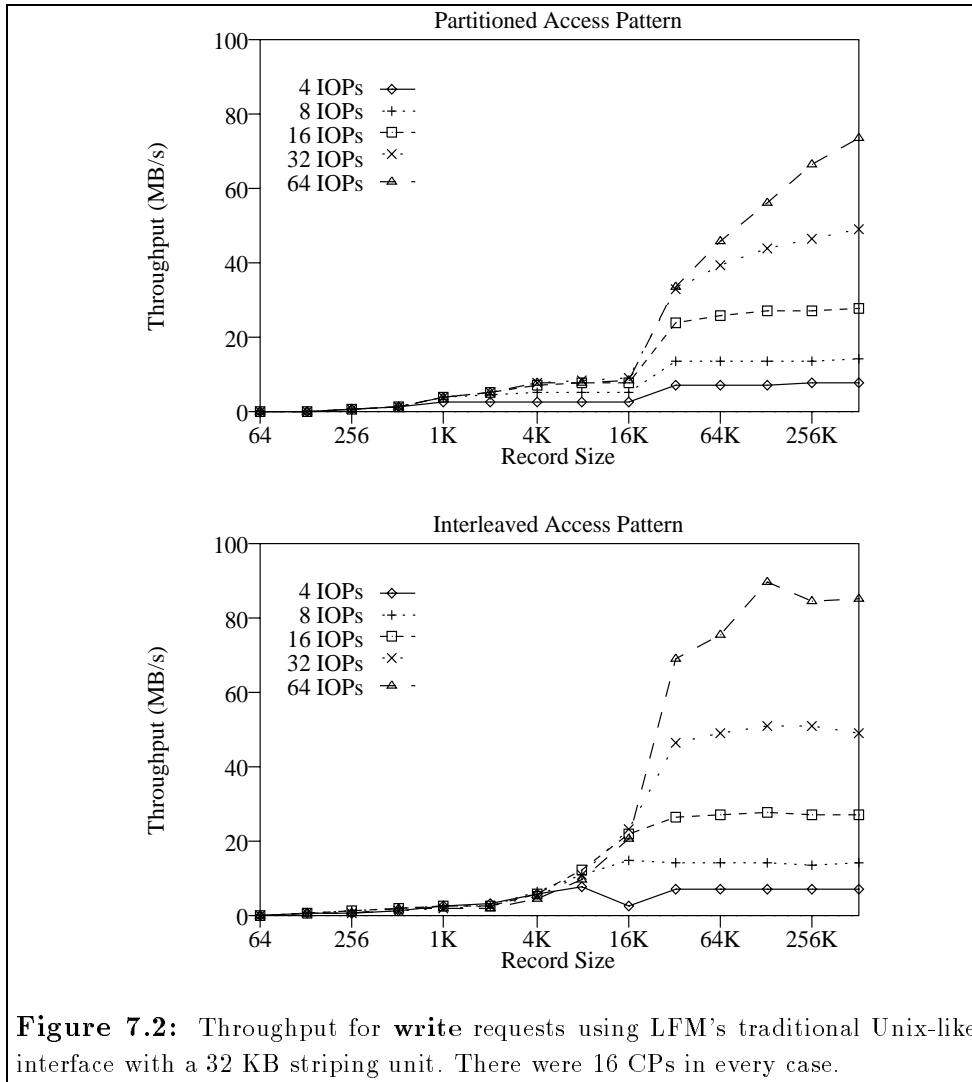 Partitioned Access Pattern
100
80
60
40
20
0
Throughput (MB/s)
4 IOPs
8 IOPs
16 IOPs
32 IOPs
64 IOPs
64 256 1K 4K 16K 64K 256K
Record Size
Interleaved Access Pattern
100
80
60
40
20
0
Throughput (MB/s)
4 IOPs
8 IOPs
16 IOPs
32 IOPs
64 IOPs
64 256 1K 4K 16K 64K 256K
Record Size
Figure 7.2: Throughput for write requests using LFM's traditional Unix-like
interface with a 32 KB striping unit. There were 16 CPs in every case.